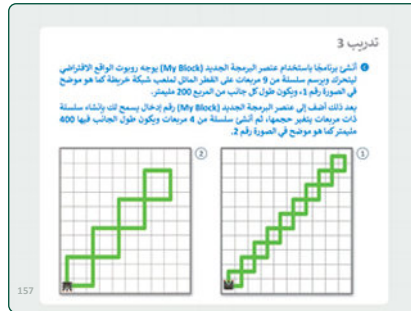 تدريب 3
أنشئ برنامجًا باستخدام عنصر البرمجة الجديد (My Block) يوجه روبوت الواقع الافتراضي
ليتحرك ويرسم سلسلة من 9 مربعات على القطر المائل لملعب شبكة خريطة كما هو موضح
في الصورة رقم 1، ويكون طول كل جانب من المربع 200 مليمتر.
بعد ذلك أضف إلى عنصر البرمجة الجديد (My Block) رقم إدخال يسمح لك بإنشاء سلسلة
ذات مربعات يتغير حجمها، ثم أنشئ سلسلة من 4 مربعات ويكون طول الجانب فيها 400
مليمتر كما هو موضح في الصورة رقم 2.
1
2
157